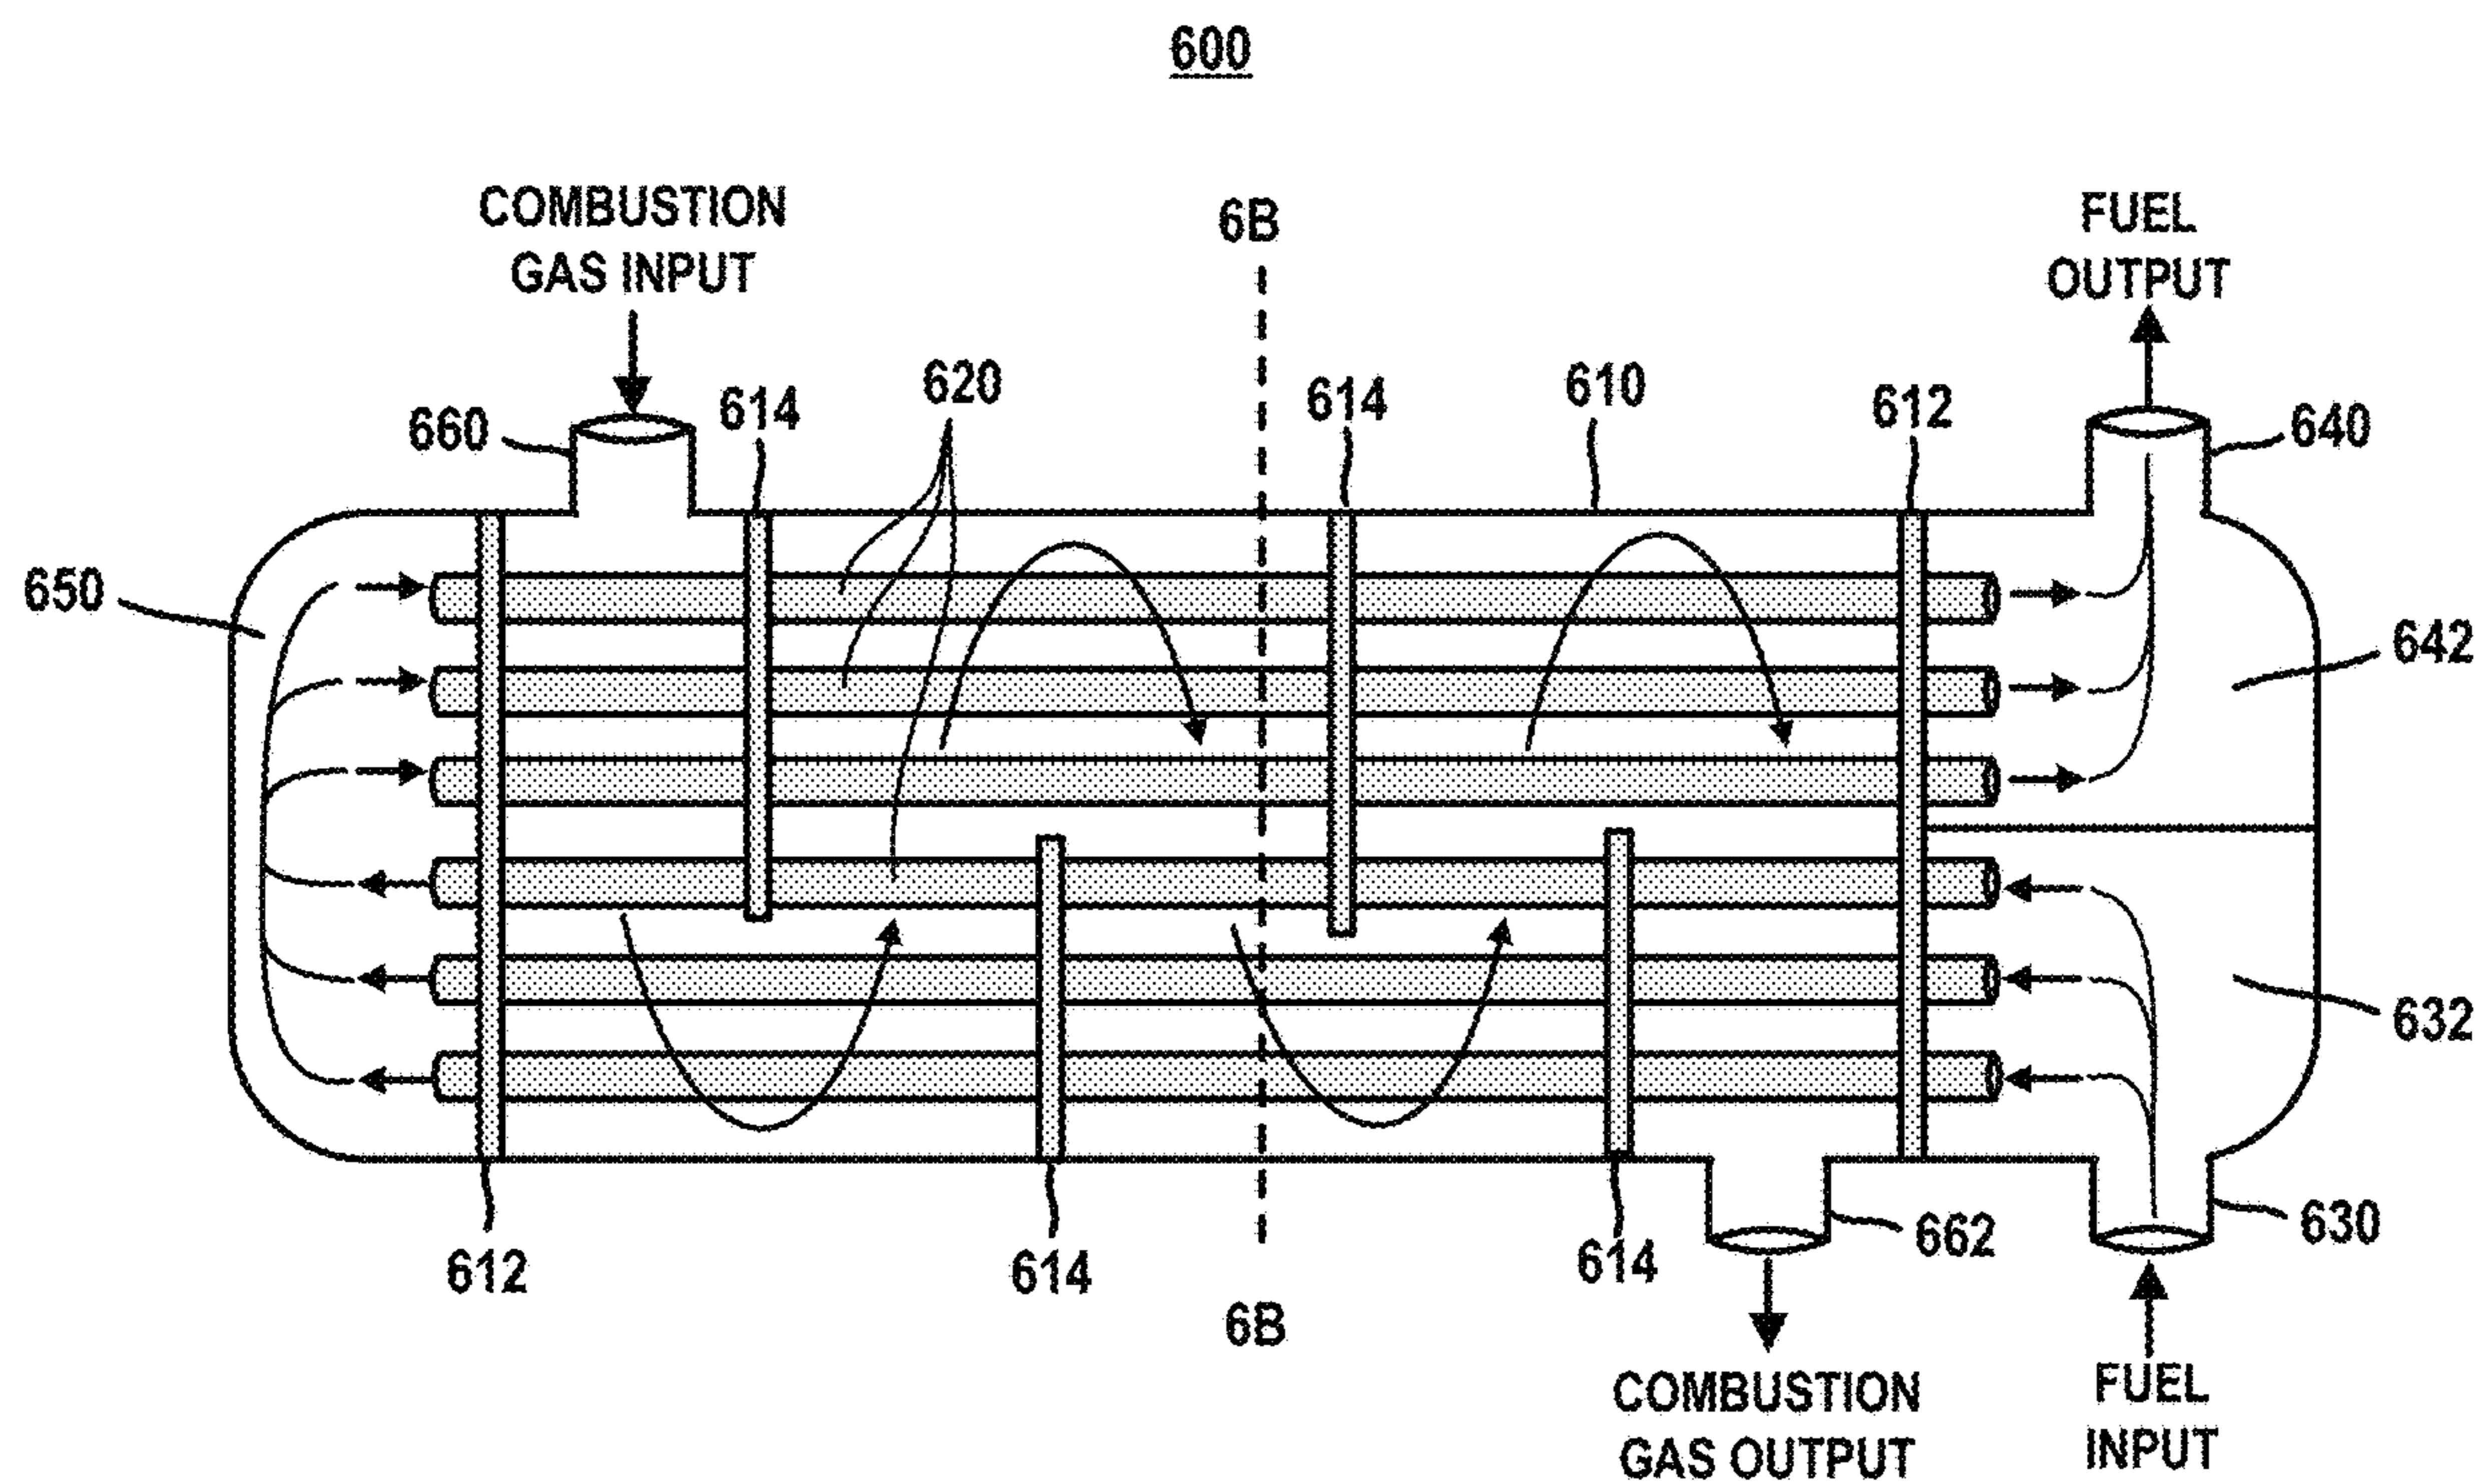 600
COMBUSTION
GAS INPUT
6B
FUEL
OUTPUT
660
614
620
614
610
612
640
650
642
632
612
614
6B
614
662
630
COMBUSTION
GAS OUTPUT
FUEL
INPUT